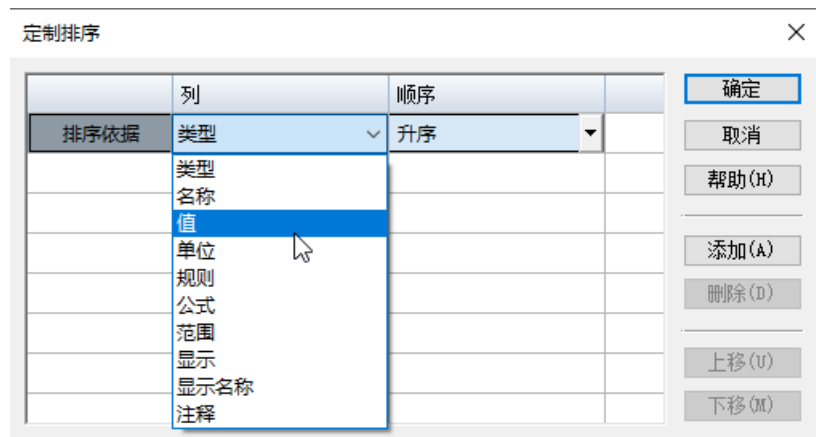 定制排序
列 顺序
排序依据 类型 升序
类型
名称
值
单位
规则
公式
范围
显示
显示名称
注释
确定
取消
帮助(H)
添加(A)
删除(D)
上移(U)
下移(M)